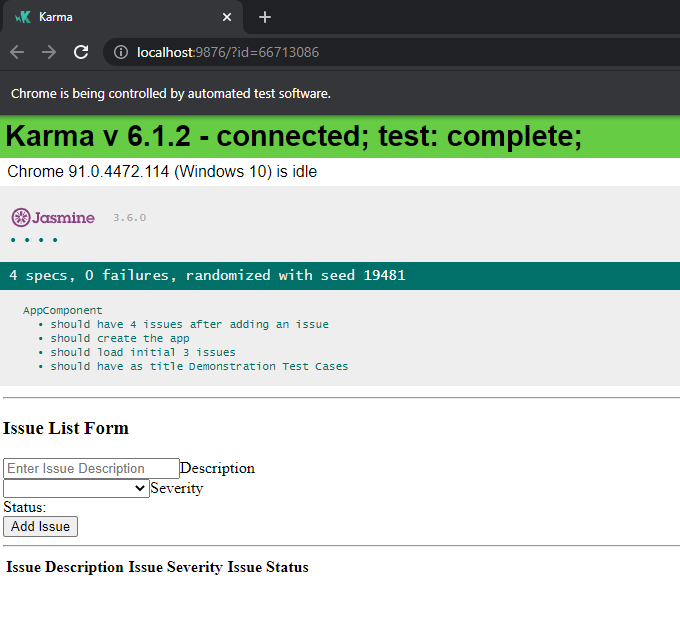 Karma
localhost:9876/?id=66713086
Chrome is being controlled by automated test software.
Karma v 6.1.2 - connected; test: complete;
Chrome 91.0.4472.114 (Windows 10) is idle
Jasmine 3.6.0
4 specs, 0 failures, randomized with seed 19481
AppComponent
• should have 4 issues after adding an issue
• should create the app
• should load initial 3 issues
• should have as title Demonstration Test Cases
Issue List Form
Enter Issue Description Description
Severity
Status:
Add Issue
Issue Description Issue Severity Issue Status